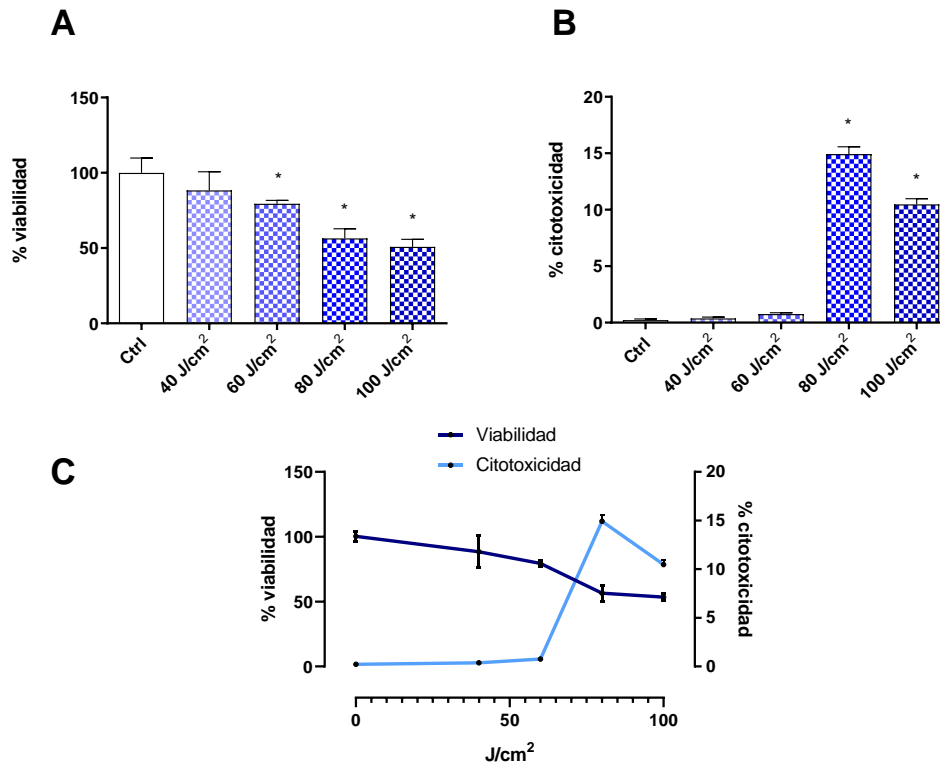 A
% viabilidad
150
100
50
0
*
*
*
Ctrl
40 J/cm²
60 J/cm²
80 J/cm²
100 J/cm²
B
% citotoxicidad
20
15
10
5
0
*
*
Ctrl
40 J/cm²
60 J/cm²
80 J/cm²
100 J/cm²
C
Viabilidad
Citotoxicidad
% viabilidad
150
100
50
0
20
15
10
5
0
% citotoxicidad
0 50 100
J/cm²